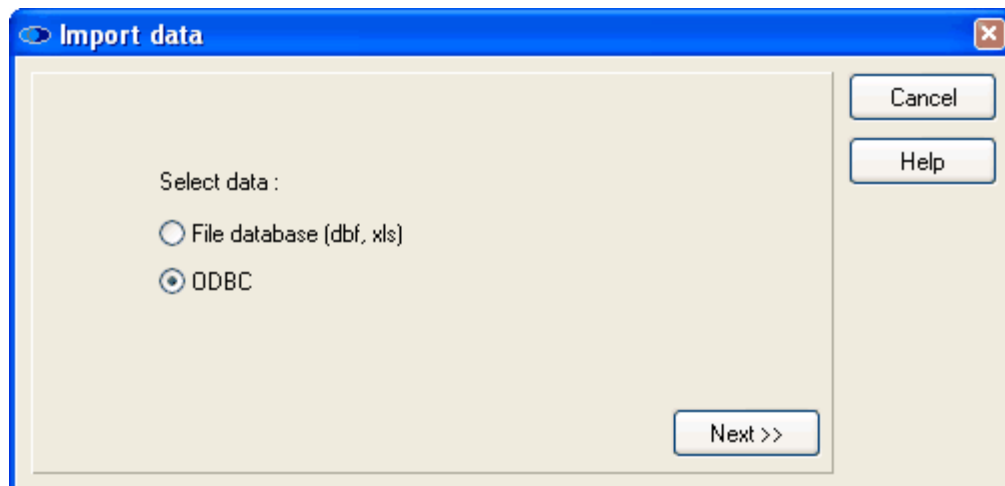 Import data
Cancel
Help
Select data :
File database (dbf, xls)
ODBC
Next >>